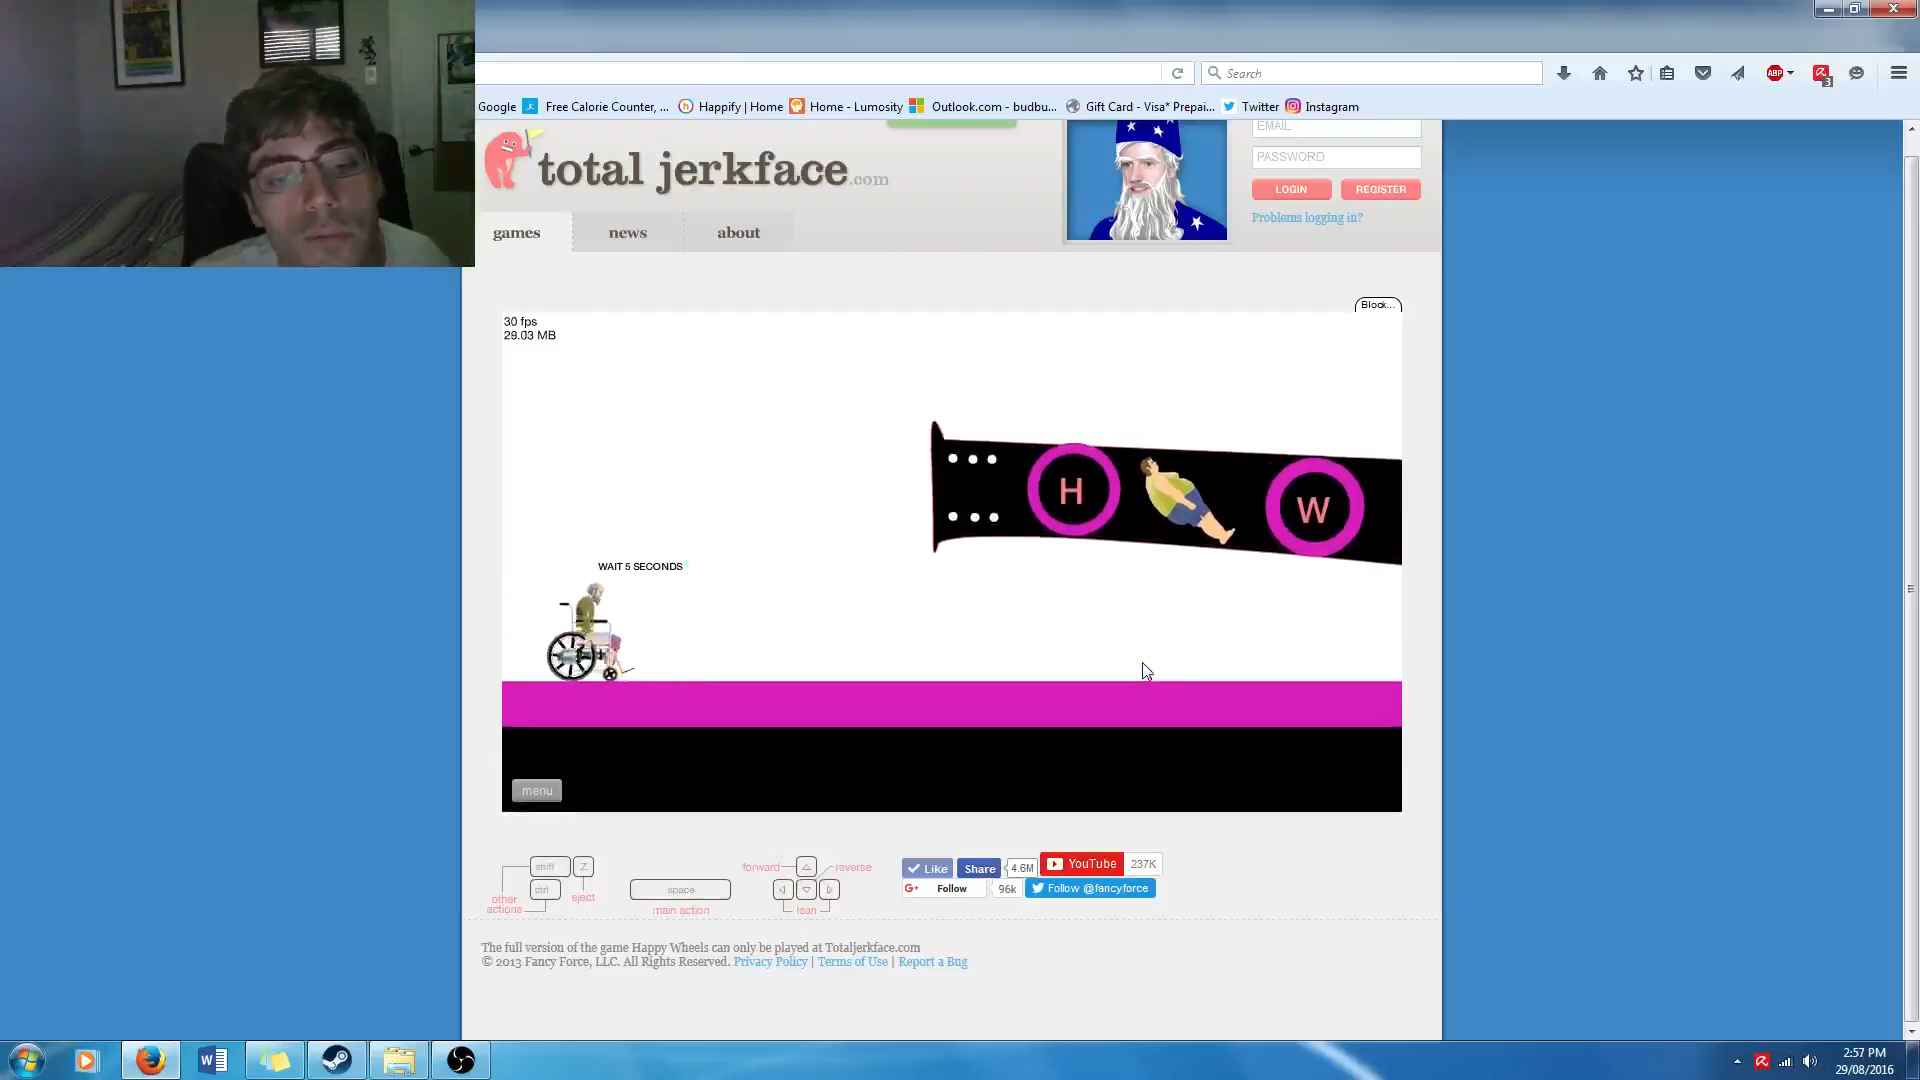 Search
ABP
3
Google
Free Calorie Counter, ...
Happify | Home
Home - Lumosity
Outlook.com - budbu...
Gift Card - Visa* Prepai...
Twitter
Instagram
total jerkface.com
EMAIL
PASSWORD
LOGIN
REGISTER
Problems logging in?
games
news
about
Block...
30 fps
29.03 MB
H
W
WAIT 5 SECONDS
menu
shift
Z
ctrl
other
actions
eject
space
main action
forward
reverse
lean
Like
Share
4.6M
YouTube
237K
G+
Follow
96k
Follow @fancyforce
The full version of the game Happy Wheels can only be played at Totaljerkface.com
© 2013 Fancy Force, LLC. All Rights Reserved. Privacy Policy | Terms of Use | Report a Bug
2:57 PM
29/08/2016